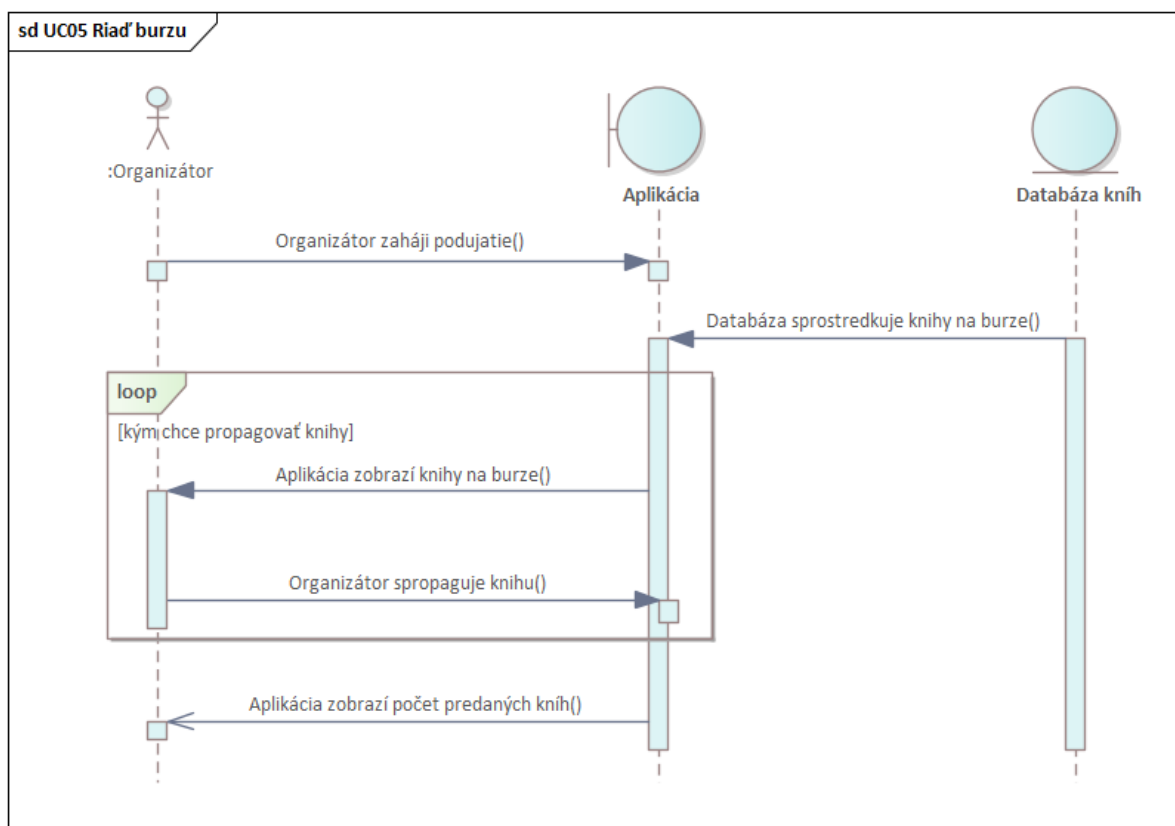 sd UC05 Riaď burzu
:Organizátor
Aplikácia
Databáza kníh
Organizátor zaháji podujatie()
Databáza sprostredkuje knihy na burze()
loop
[kým chce propagovať knihy]
Aplikácia zobrazí knihy na burze()
Organizátor spropaguje knihu()
Aplikácia zobrazí počet predaných kníh()